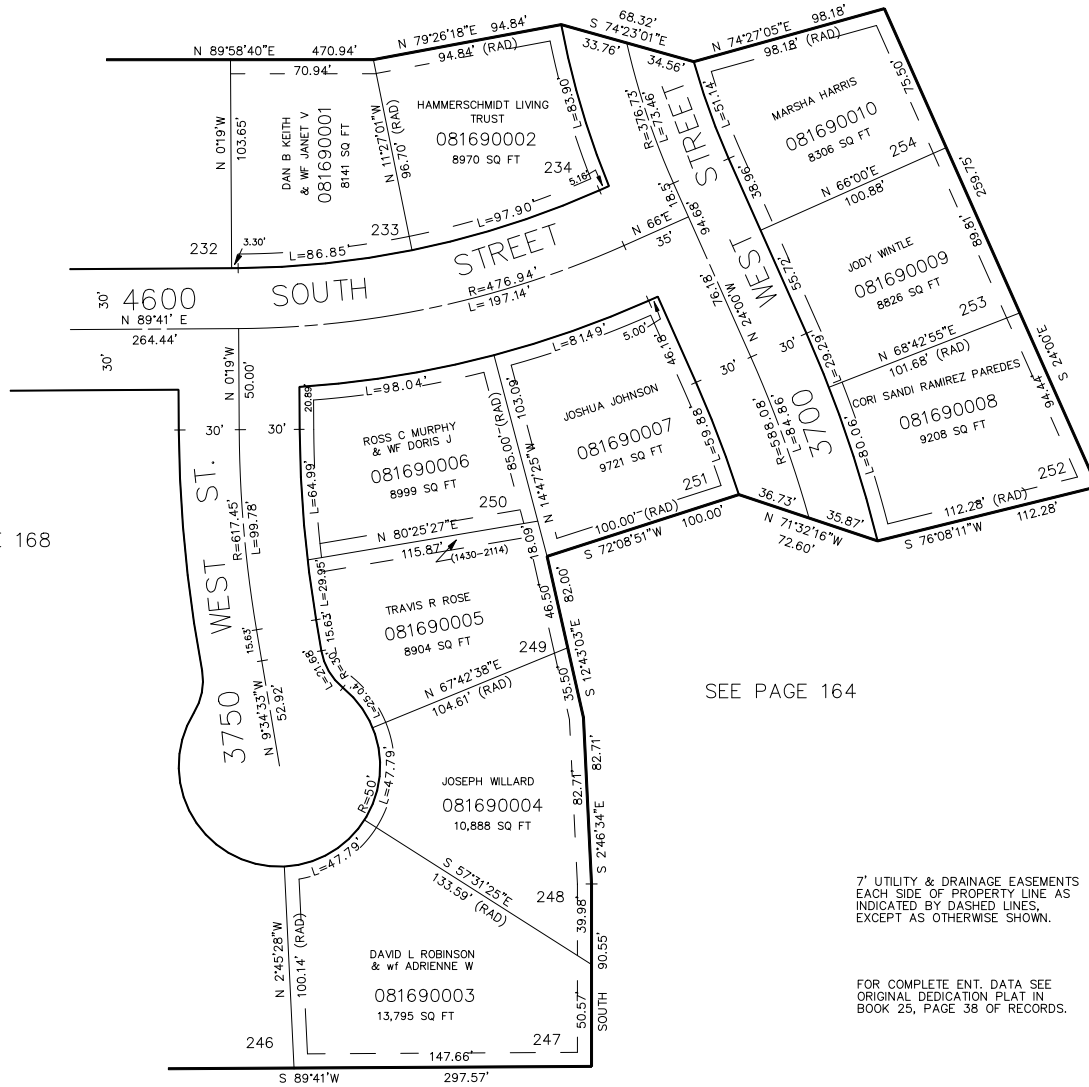 N 89°58'40"E 470.94'
70.94'
N 79°26'18"E 94.84'
94.84' (RAD)
68.32'
S 74°23'01"E
33.76'
34.56'
N 74°27'05"E 98.18'
98.18' (RAD)
N 0°19'W
103.65'
DAN B KEITH
& WF JANET V
081690001
8141 SQ FT
N 11°27'01"W
96.70' (RAD)
HAMMERSCHMIDT LIVING
TRUST
081690002
8970 SQ FT
L=83.90'
234
5.16'
R=376.73'
L=73.46'
18.5'
94.68'
L=51.14'
38.96'
75.50'
MARSHA HARRIS
081690010
8306 SQ FT
254
N 66°00'E
100.88'
259.75'
89.81'
232
3.30'
L=86.85'
233
L=97.90'
N 66°E
35'
JODY WINTLE
081690009
8826 SQ FT
253
55.72'
L=29.29'
N 68°42'55"E
101.68' (RAD)
S 24°00'E
94.44'
4600 SOUTH STREET
30'
N 89°41' E
264.44'
30'
R=476.94'
L=197.14'
3700 WEST STREET
76.18'
N 24°00'W
30'
30'
R=588.08'
L=84.86'
CORI SANDI RAMIREZ PAREDES
081690008
9208 SQ FT
252
L=80.06'
112.28' (RAD)
S 76°08'11"W 112.28'
N 0°19'W
50.00'
20.89'
L=98.04'
L=81.49'
5.00'
46.18'
L=59.88'
103.09'
85.00' (RAD)
N 14°47'25"W
18.09'
JOSHUA JOHNSON
081690007
9721 SQ FT
251
100.00' (RAD)
S 72°08'51"W 100.00'
36.73'
35.87'
N 71°32'16"W
72.60'
30'
30'
ROSS C MURPHY
& WF DORIS J
081690006
8999 SQ FT
250
L=64.99'
N 80°25'27"E
115.87'
(1430-2114)
168
3750 WEST ST.
R=617.45'
L=99.78'
15.63'
N 9°34'33"W
52.92'
L=29.95'
15.63'
L=21.68'
R=30'
L=25.04'
TRAVIS R ROSE
081690005
8904 SQ FT
249
46.50'
82.00'
S 12°43'03"E
35.50'
N 67°42'38"E
104.61' (RAD)
SEE PAGE 164
R=50'
L=47.79'
L=47.79'
JOSEPH WILLARD
081690004
10,888 SQ FT
82.71'
82.71'
S 2°46'34"E
S 57°31'25"E
133.59' (RAD)
248
39.98'
90.55'
SOUTH
50.57'
N 2°45'28"W
100.14' (RAD)
DAVID L ROBINSON
& wf ADRIENNE W
081690003
13,795 SQ FT
246
247
147.66'
S 89°41'W 297.57'
7' UTILITY & DRAINAGE EASEMENTS
EACH SIDE OF PROPERTY LINE AS
INDICATED BY DASHED LINES,
EXCEPT AS OTHERWISE SHOWN.
FOR COMPLETE ENT. DATA SEE
ORIGINAL DEDICATION PLAT IN
BOOK 25, PAGE 38 OF RECORDS.